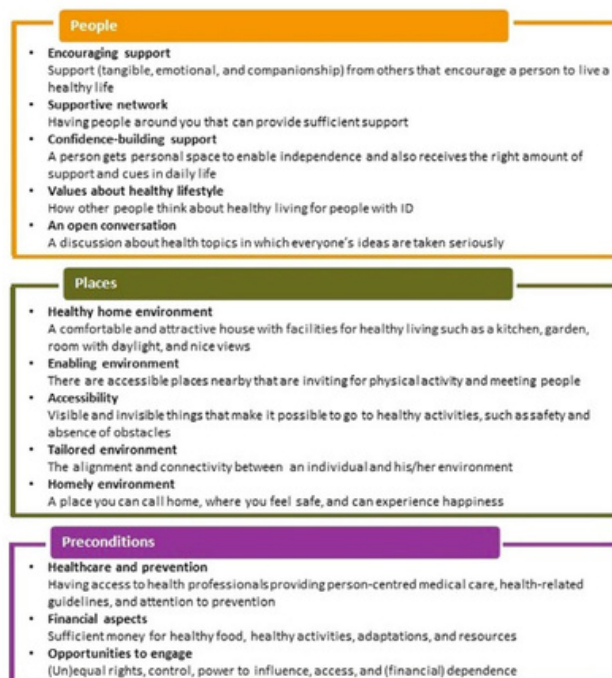 People
• Encouraging support
Support (tangible, emotional, and companionship) from others that encourage a person to live a
healthy life
• Supportive network
Having people around you that can provide sufficient support
• Confidence-building support
A person gets personal space to enable independence and also receives the right amount of
support and cues in daily life
• Values about healthy lifestyle
How other people think about healthy living for people with ID
• An open conversation
A discussion about health topics in which everyone's ideas are taken seriously
Places
• Healthy home environment
A comfortable and attractive house with facilities for healthy living such as a kitchen, garden,
room with daylight, and nice views
• Enabling environment
There are accessible places nearby that are inviting for physical activity and meeting people
• Accessibility
Visible and invisible things that make it possible to go to healthy activities, such as safety and
absence of obstacles
• Tailored environment
The alignment and connectivity between an individual and his/her environment
• Homely environment
A place you can call home, where you feel safe, and can experience happiness
Preconditions
• Healthcare and prevention
Having access to health professionals providing person-centred medical care, health-related
guidelines, and attention to prevention
• Financial aspects
Sufficient money for healthy food, healthy activities, adaptations, and resources
• Opportunities to engage
(Un)equal rights, control, power to influence, access, and (financial) dependence